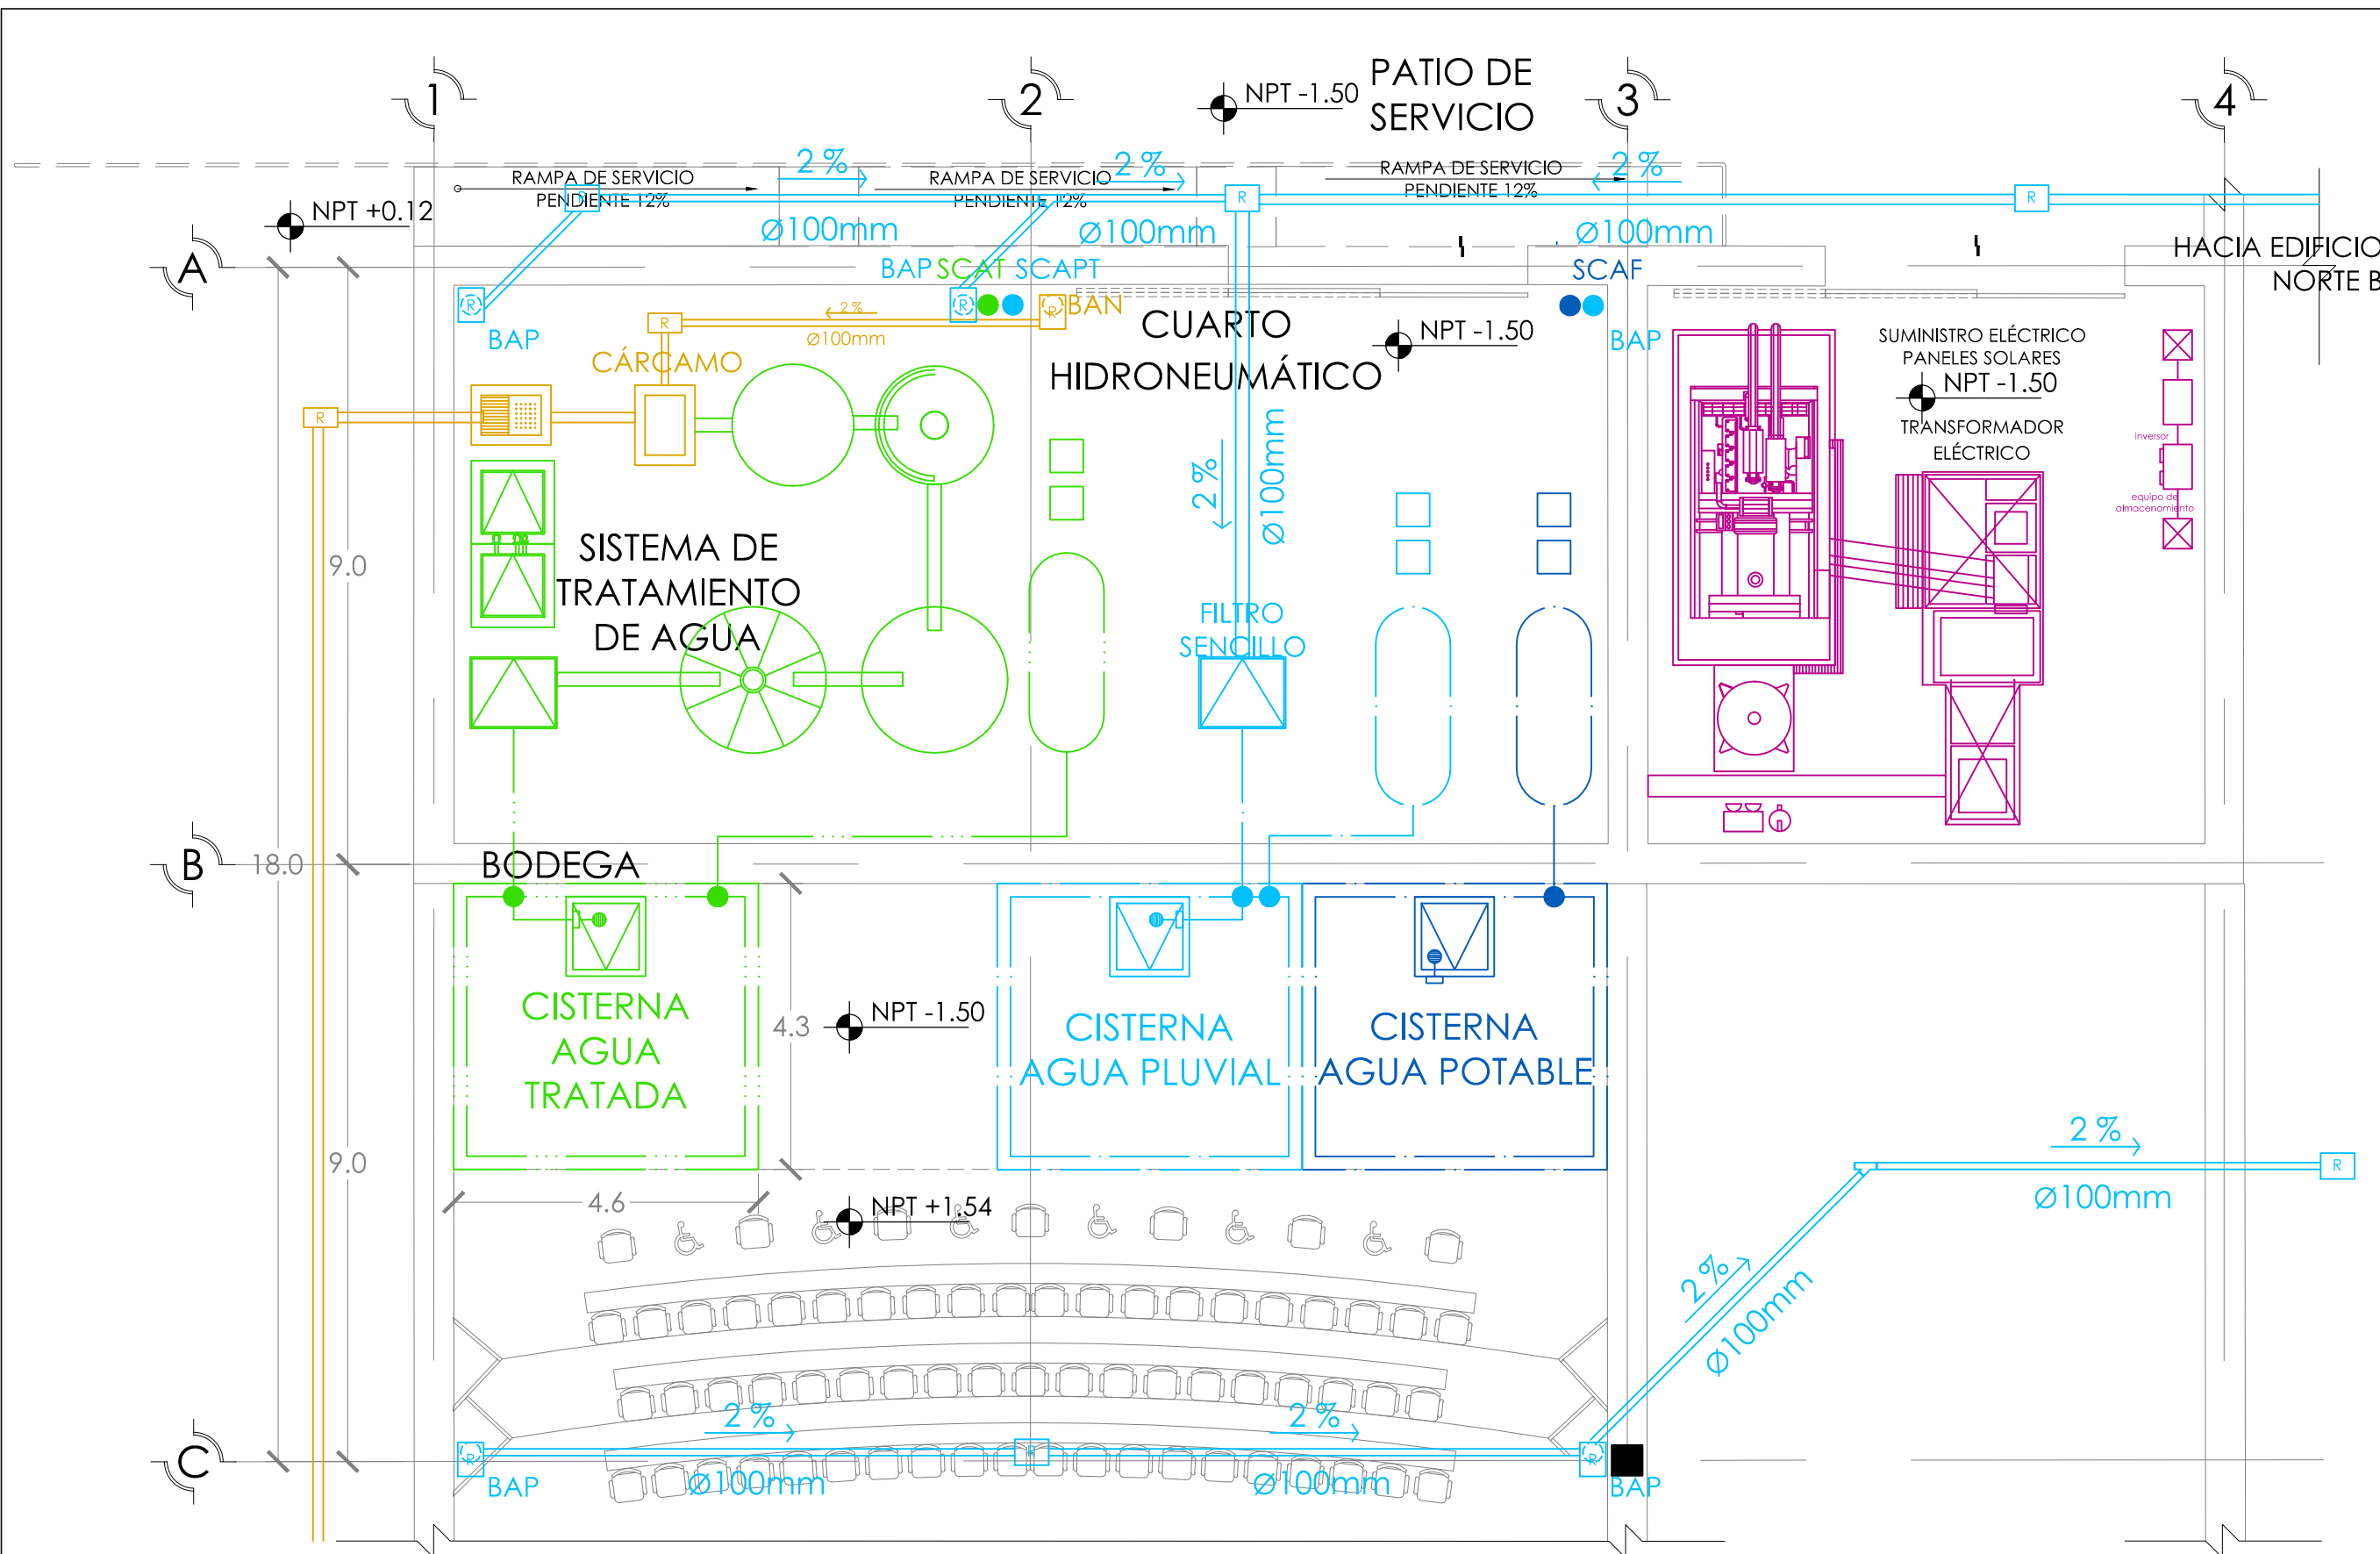 1
2
3
4
PATIO DE
SERVICIO
NPT -1.50
RAMPA DE SERVICIO
PENDIENTE 12%
2 %
RAMPA DE SERVICIO
PENDIENTE 12%
2 %
RAMPA DE SERVICIO
PENDIENTE 12%
2 %
R
R
R
NPT +0.12
Ø100mm
Ø100mm
Ø100mm
HACIA EDIFICIO
NORTE B
A
BAP
SCAT
SCAPT
SCAF
R
R
R
BAN
BAP
BAP
2 %
Ø100mm
R
CÁRCAMO
CUARTO
HIDRONEUMÁTICO
NPT -1.50
SUMINISTRO ELÉCTRICO
PANELES SOLARES
NPT -1.50
TRANSFORMADOR
ELÉCTRICO
inversor
equipo de
almacenamiento
R
2 %
Ø100mm
9.0
SISTEMA DE
TRATAMIENTO
DE AGUA
FILTRO
SENCILLO
B
18.0
BODEGA
CISTERNA
AGUA
TRATADA
4.3
NPT -1.50
CISTERNA
AGUA PLUVIAL
CISTERNA
AGUA POTABLE
9.0
4.6
NPT +1.54
2 %
R
Ø100mm
2 %
Ø100mm
2 %
2 %
C
R
R
R
BAP
Ø100mm
Ø100mm
BAP